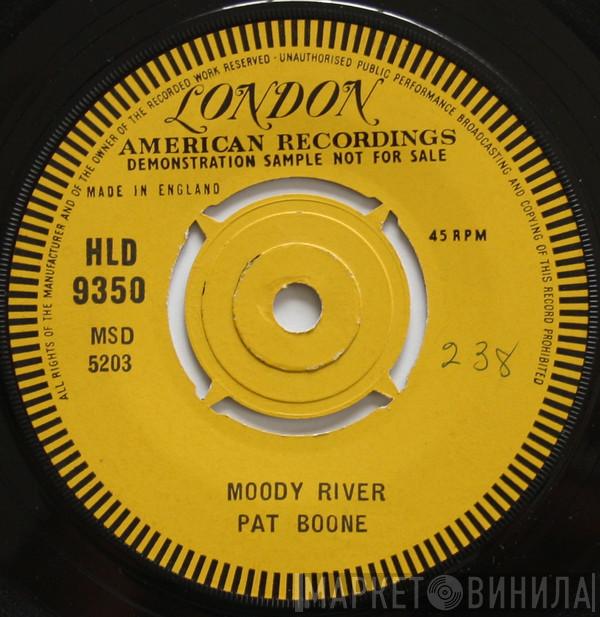 ALL RIGHTS OF THE MANUFACTURER AND OF THE OWNER OF THE RECORDED WORK RESERVED - UNAUTHORISED PUBLIC PERFORMANCE BROADCASTING AND COPYING OF THIS RECORD PROHIBITED
LONDON
AMERICAN RECORDINGS
DEMONSTRATION SAMPLE NOT FOR SALE
MADE IN ENGLAND
45 RPM
HLD
9350
MSD
5203
238
MOODY RIVER
PAT BOONE
МАРКЕТ ВИНИЛА